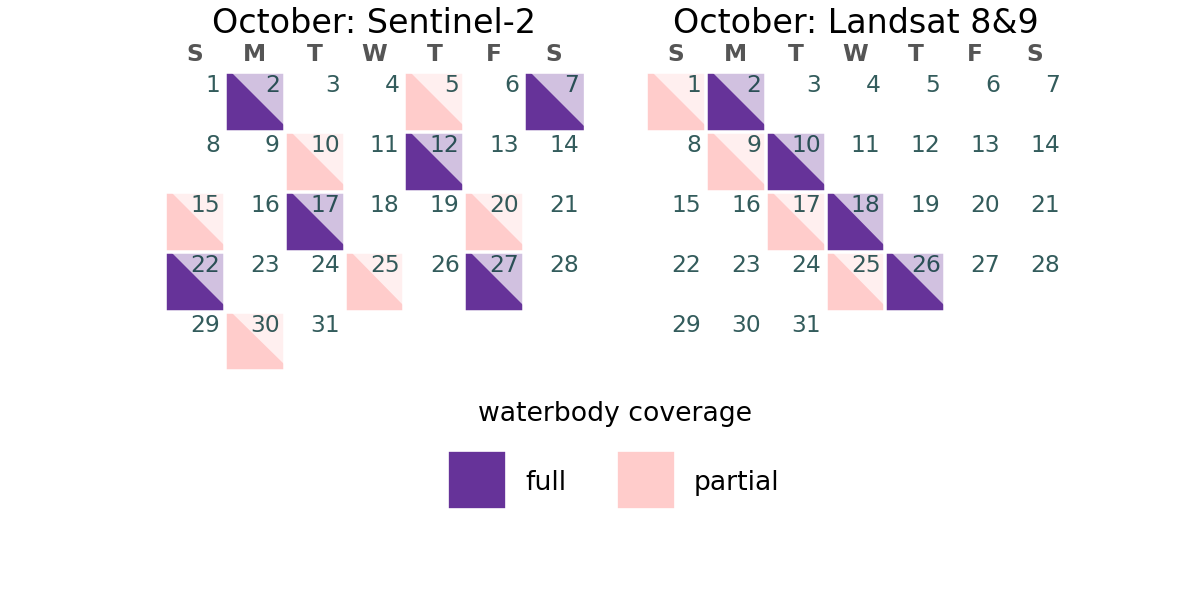 October: Sentinel-2
S M T W T F S
1 2 3 4 5 6 7
8 9 10 11 12 13 14
15 16 17 18 19 20 21
22 23 24 25 26 27 28
29 30 31
October: Landsat 8&9
S M T W T F S
1 2 3 4 5 6 7
8 9 10 11 12 13 14
15 16 17 18 19 20 21
22 23 24 25 26 27 28
29 30 31
waterbody coverage
full
partial